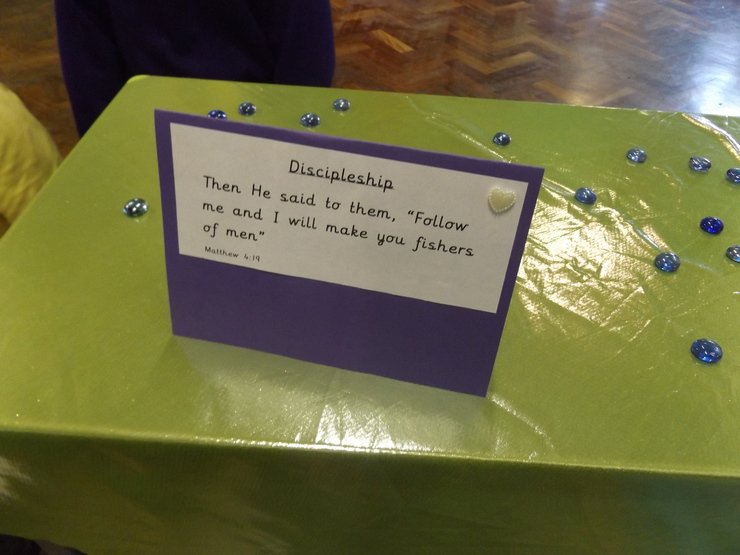 Discipleship
Then He said to them, “Follow
me and I will make you fishers
of men”
Matthew 4:19